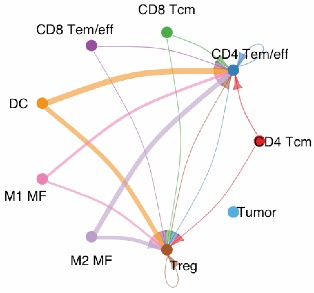 CD8 Tcm
CD8 Tem/eff
CD4 Tem/eff
DC
CD4 Tcm
M1 MF
Tumor
M2 MF
Treg